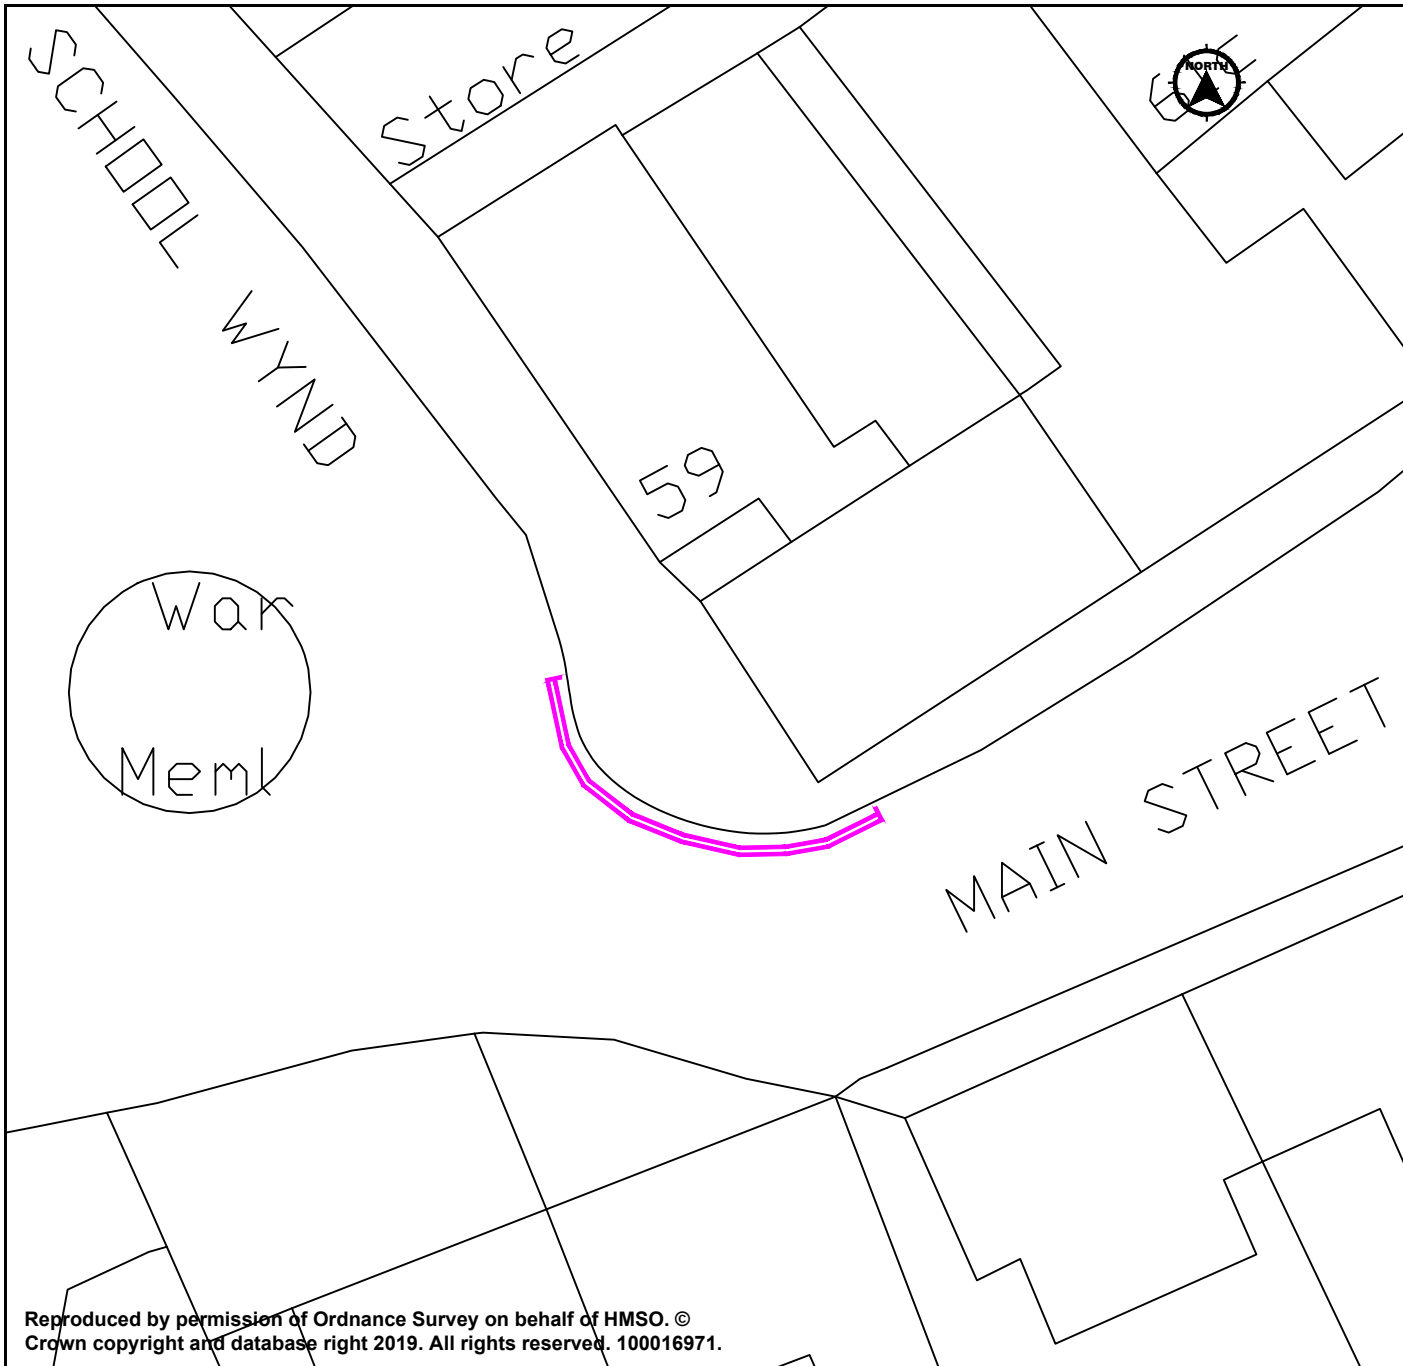 Store
NORTH
SCHOOL WYND
59
War
Meml
MAIN STREET
Reproduced by permission of Ordnance Survey on behalf of HMSO. ©
Crown copyright and database right 2019. All rights reserved. 100016971.